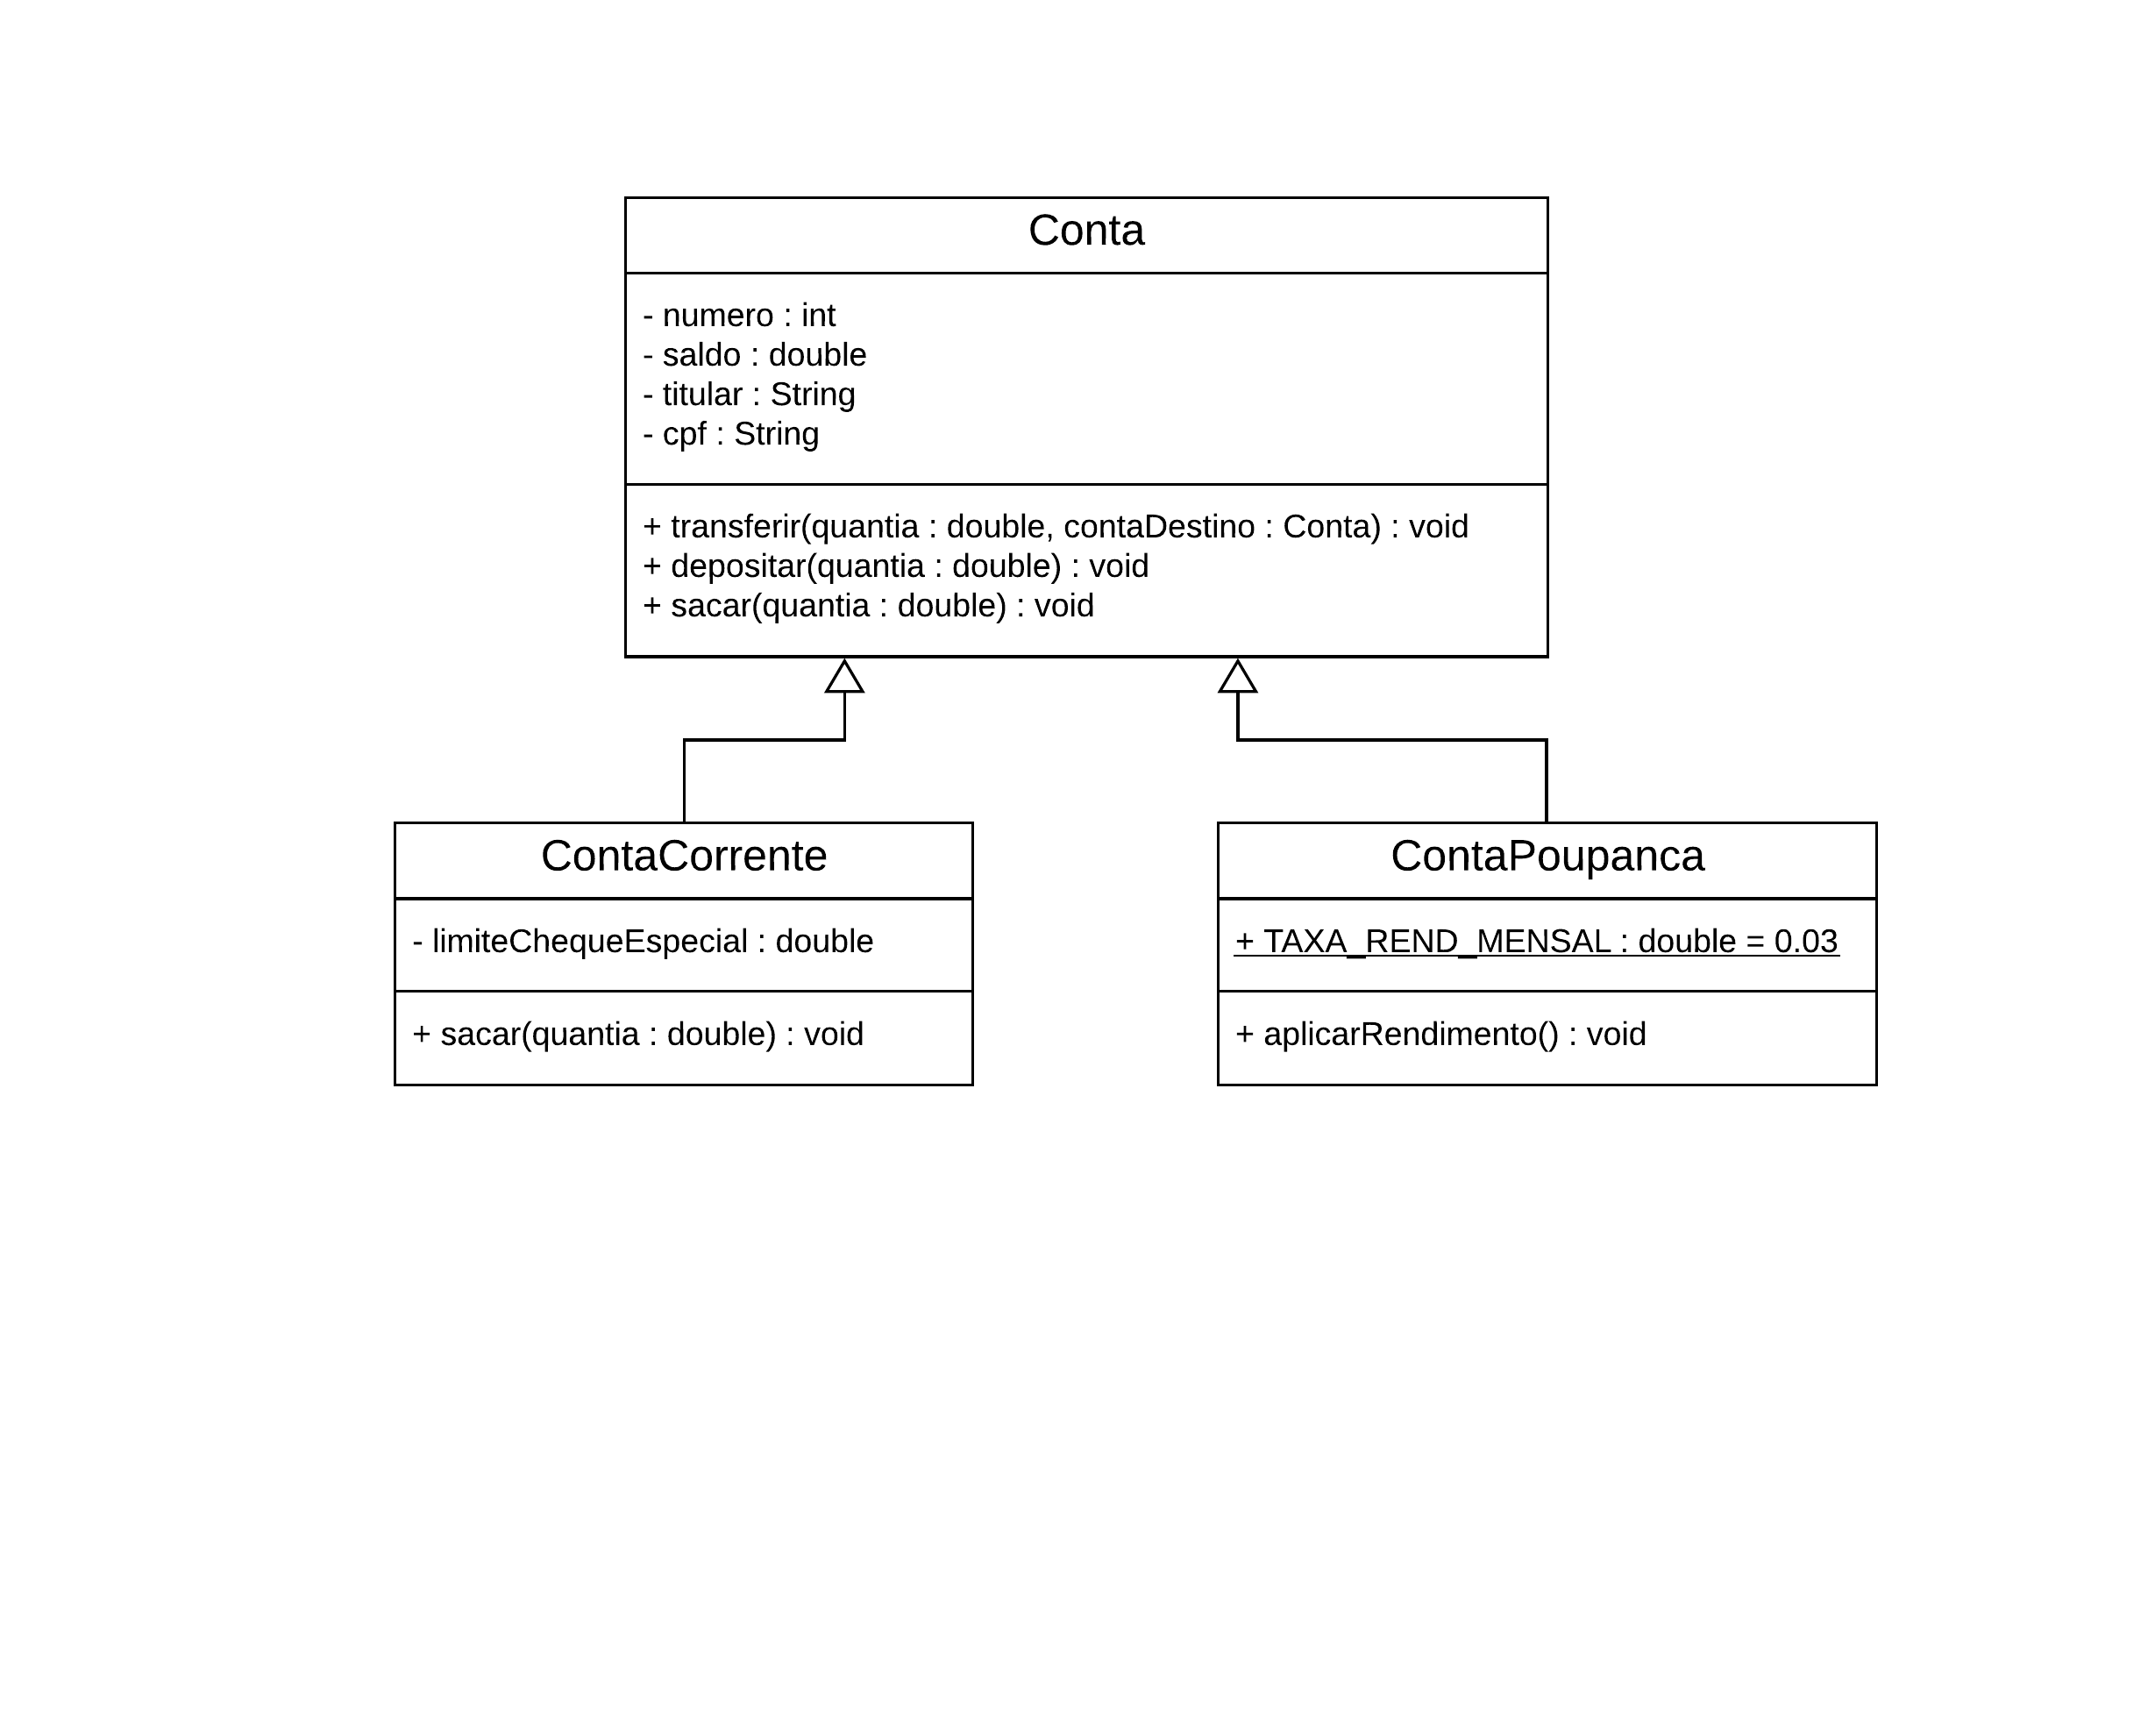 Conta
- numero : int
- saldo : double
- titular : String
- cpf : String
+ transferir(quantia : double, contaDestino : Conta) : void
+ depositar(quantia : double) : void
+ sacar(quantia : double) : void
ContaCorrente
- limiteChequeEspecial : double
+ sacar(quantia : double) : void
ContaPoupanca
+ TAXA_REND_MENSAL : double = 0.03
+ aplicarRendimento() : void